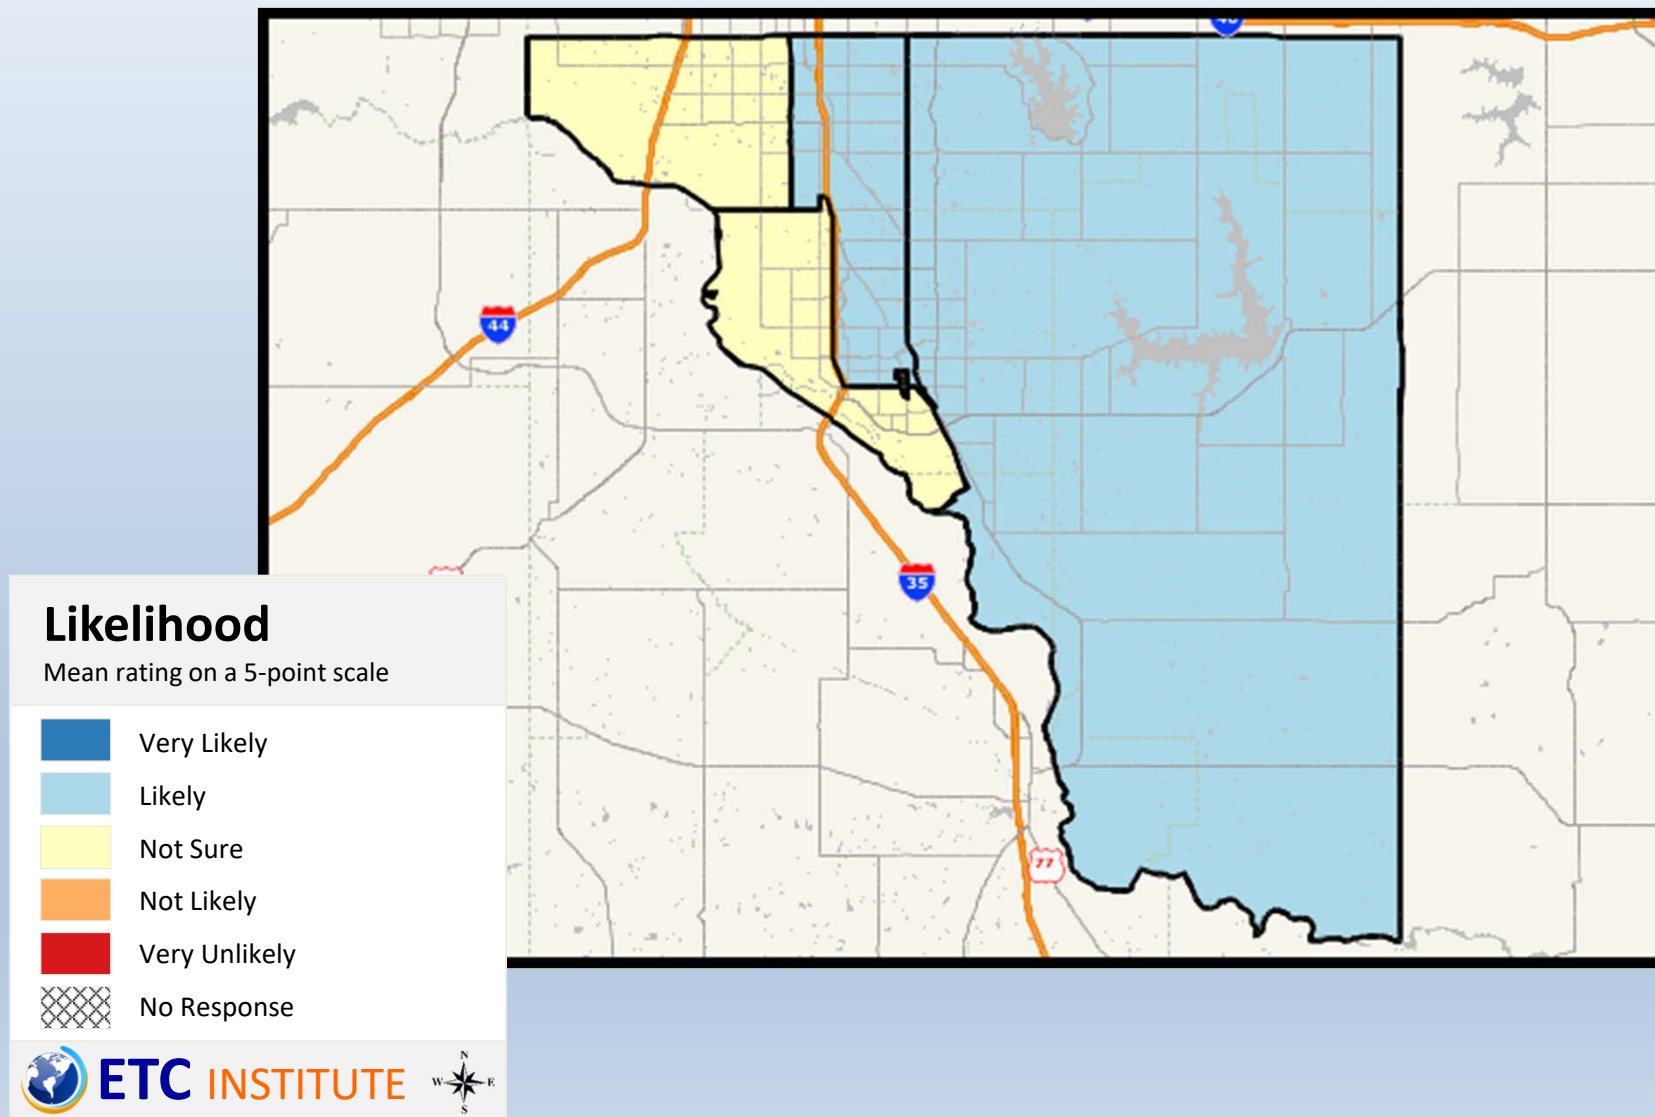 44
35
77
Likelihood
Mean rating on a 5-point scale
Very Likely
Likely
Not Sure
Not Likely
Very Unlikely
No Response
ETC INSTITUTE
N
W E
S